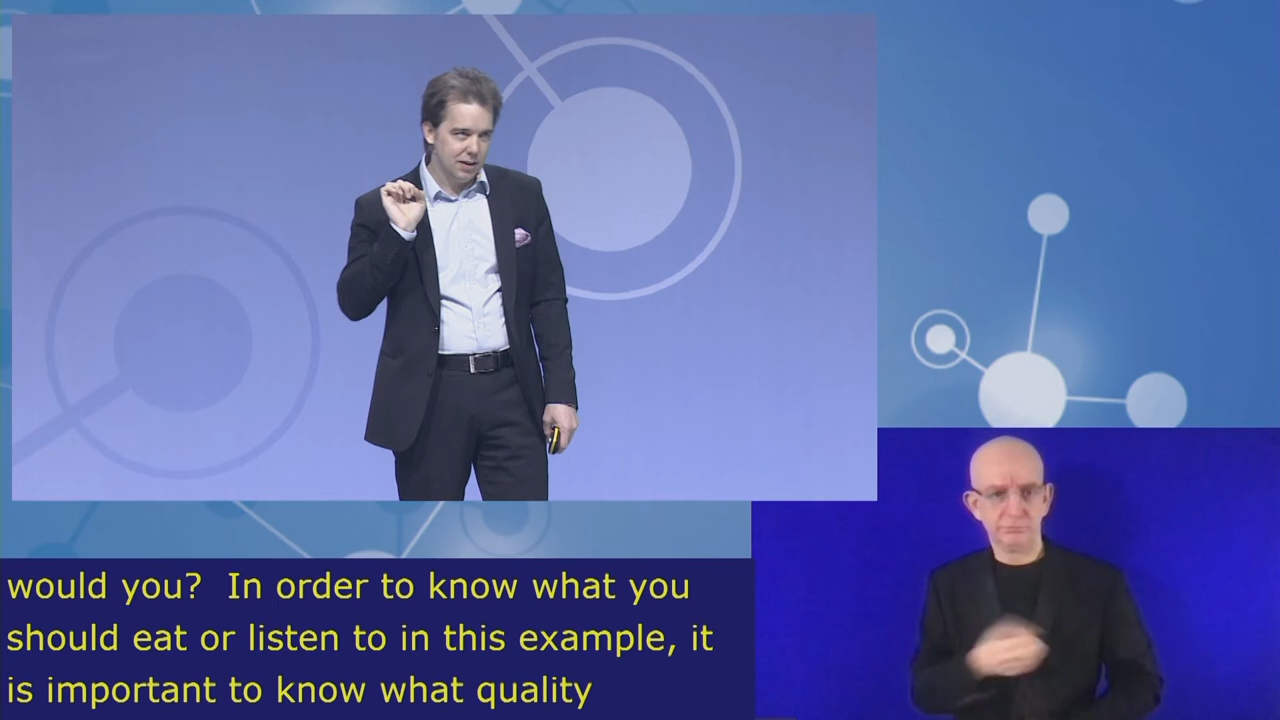 would you?  In order to know what you
should eat or listen to in this example, it
is important to know what quality